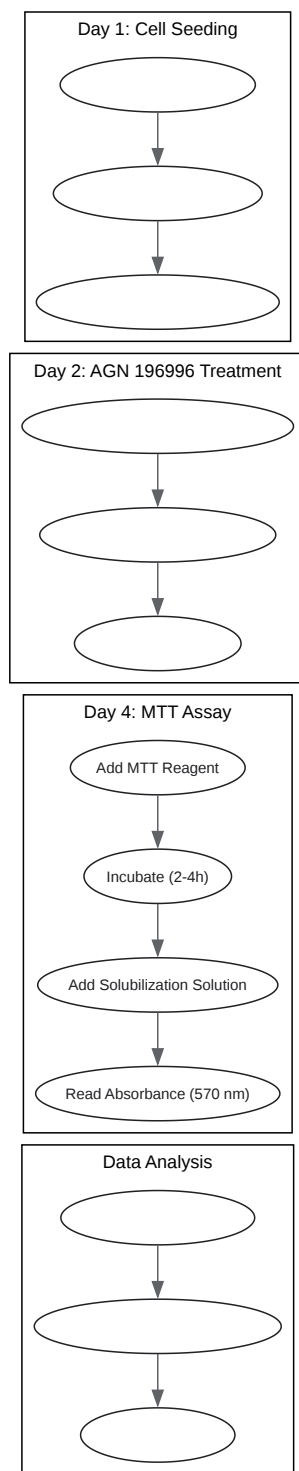 Day 1: Cell Seeding
Day 2: AGN 196996 Treatment
Day 4: MTT Assay
Add MTT Reagent
Incubate (2-4h)
Add Solubilization Solution
Read Absorbance (570 nm)
Data Analysis